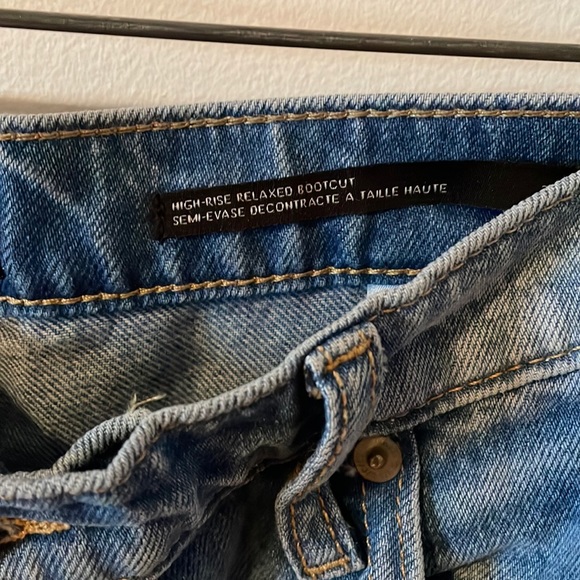 HIGH-RISE RELAXED BOOTCUT
SEMI-EVASE DECONTRACTE A TAILLE HAUTE